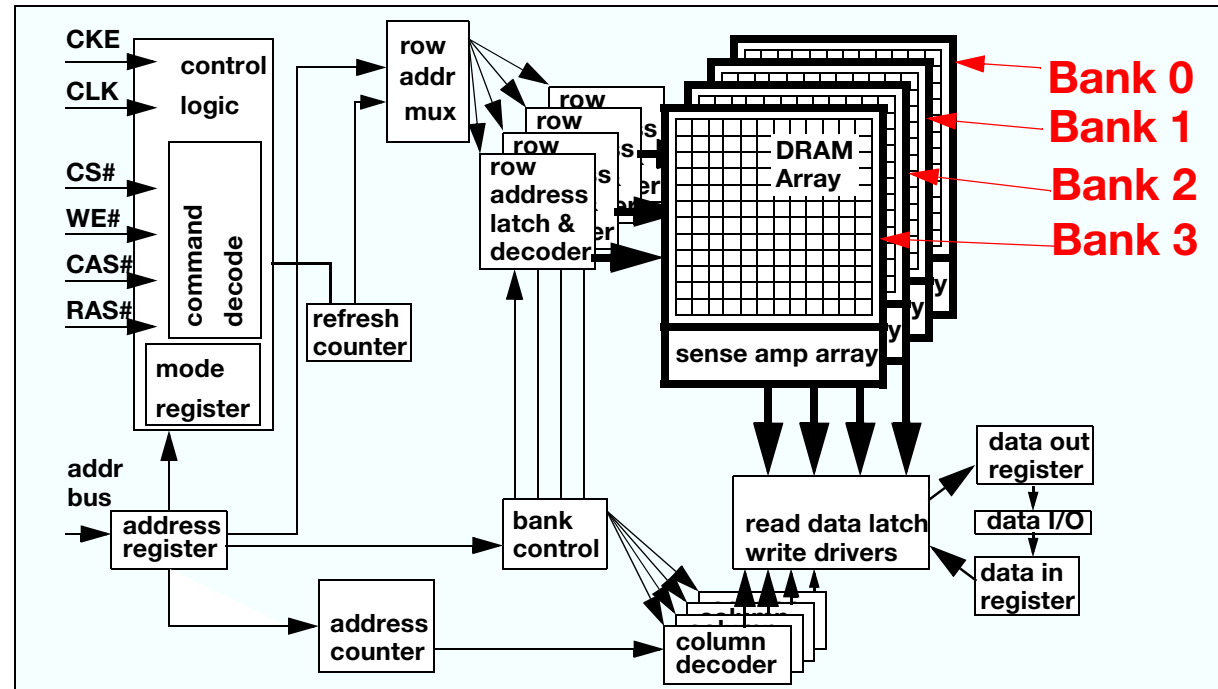 CKE
CLK
CS#
WE#
CAS#
RAS#
control
logic
command
decode
mode
register
addr
bus
address
register
refresh
counter
row
addr
mux
row
row
row
row
address
latch &
decoder
DRAM
Array
sense amp array
Bank 0
Bank 1
Bank 2
Bank 3
bank
control
address
counter
column
decoder
read data latch
write drivers
data out
register
data I/O
data in
register